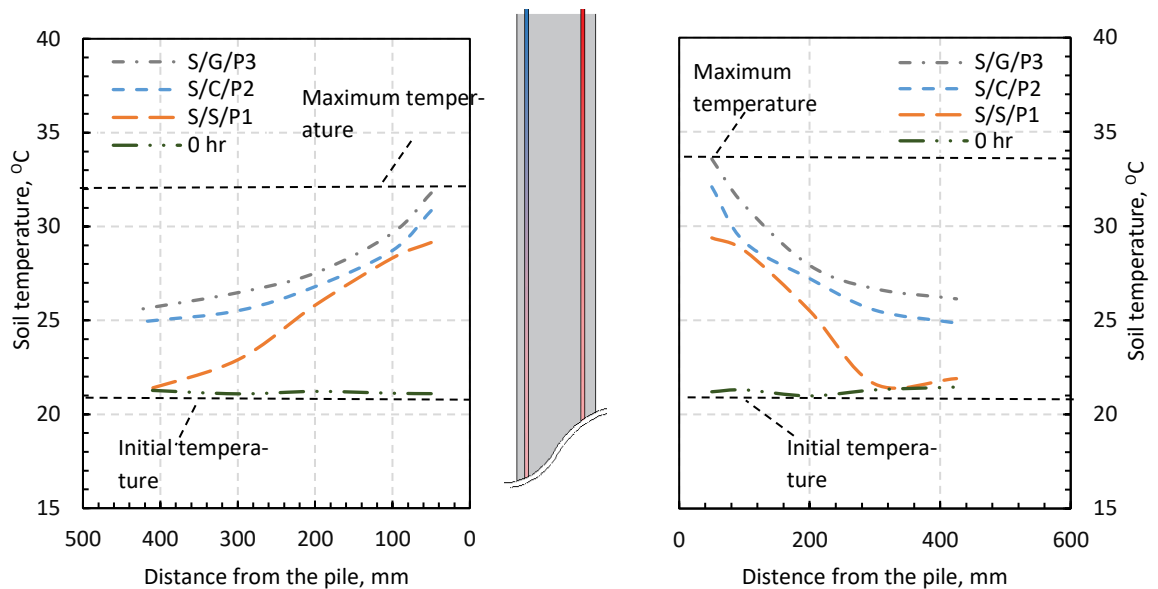 40
35
30
25
20
15
Soil temperature, ᴼC
S/G/P3
S/C/P2
S/S/P1
0 hr
Maximum temper-
ature
Initial tempera-
ture
500 400 300 200 100 0
Distance from the pile, mm
S/G/P3
S/C/P2
S/S/P1
0 hr
Maximum
temperature
Initial tempera-
ture
40
35
30
25
20
15
Soil temperature, ᴼC
0 200 400 600
Distence from the pile, mm